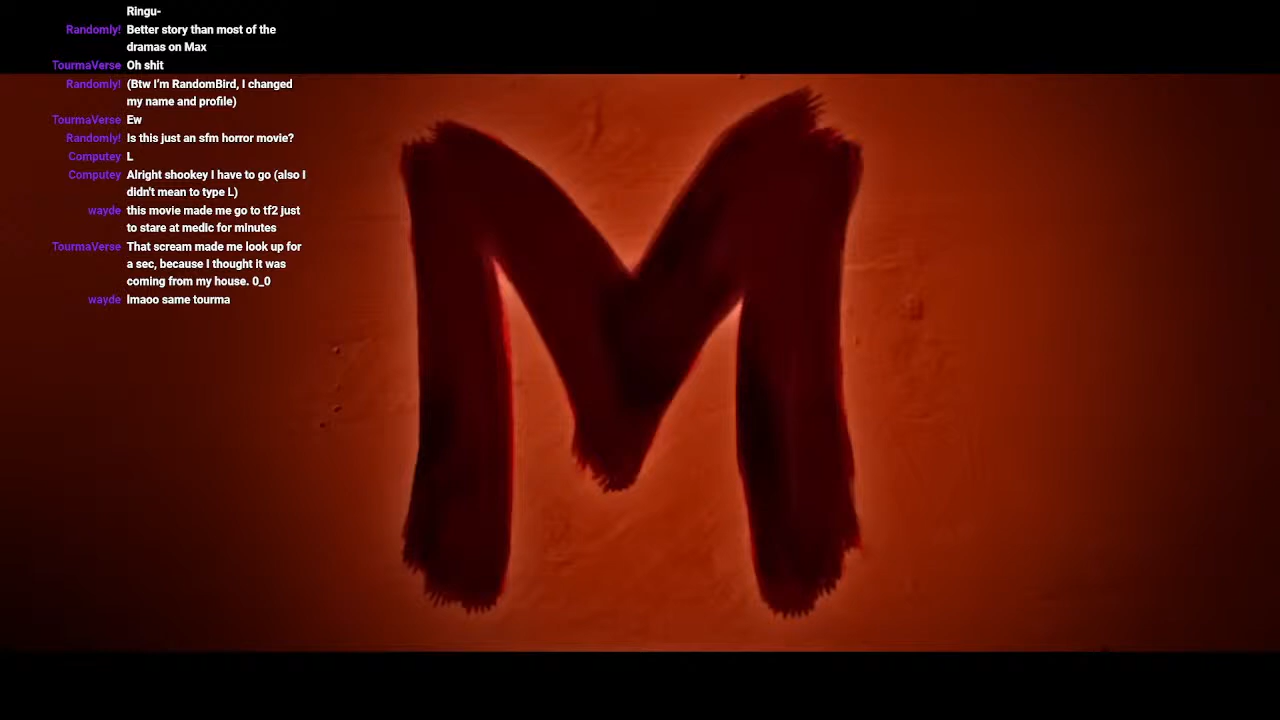 Ringu-
Randomly! Better story than most of the
dramas on Max
TourmaVerse Oh shit
Randomly! (Btw I'm RandomBird, I changed
my name and profile)
TourmaVerse Ew
Randomly! Is this just an sfm horror movie?
Computey L
Computey Alright shookey I have to go (also I
didn't mean to type L)
wayde this movie made me go to tf2 just
to stare at medic for minutes
TourmaVerse That scream made me look up for
a sec, because I thought it was
coming from my house. 0_0
wayde lmaoo same tourma
M